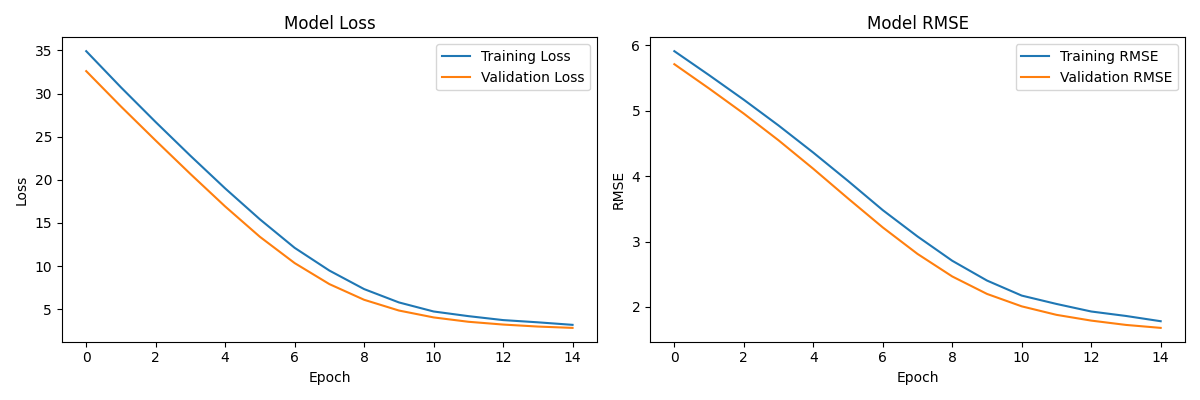 Model Loss
35
30
25
20
15
10
5
Loss
Training Loss
Validation Loss
0 2 4 6 8 10 12 14
Epoch
Model RMSE
6
5
4
3
2
RMSE
Training RMSE
Validation RMSE
0 2 4 6 8 10 12 14
Epoch